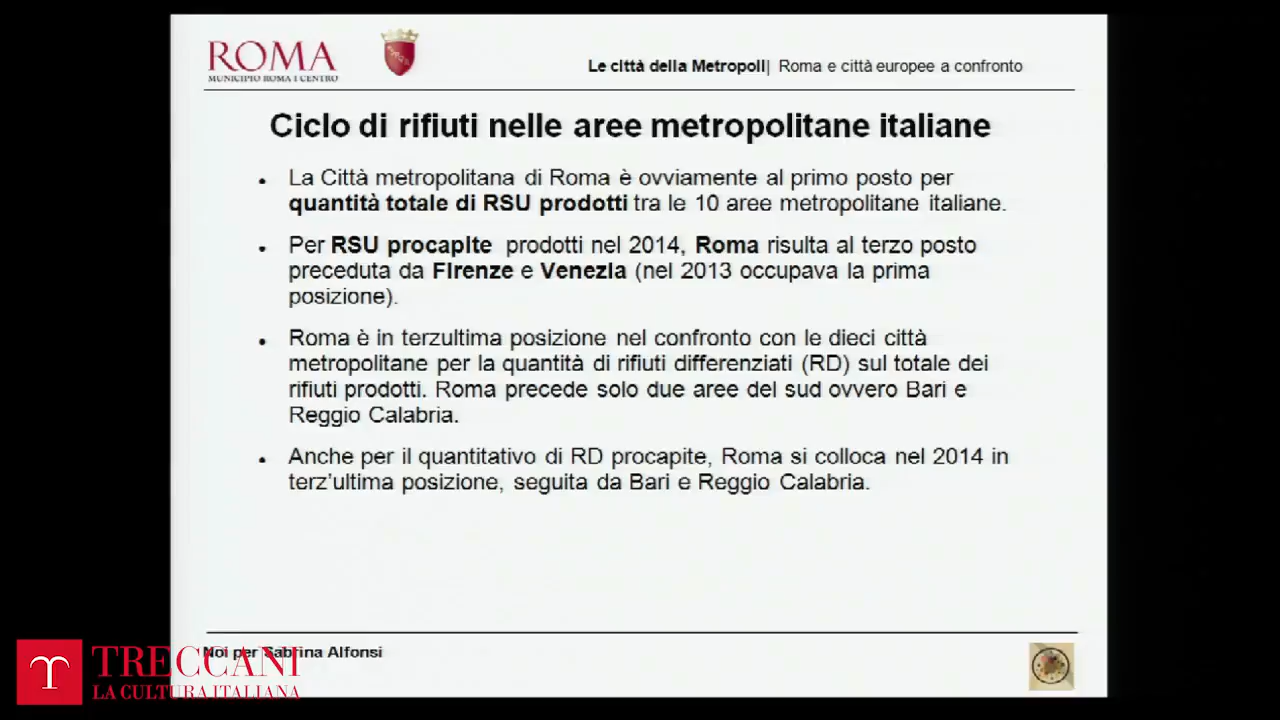 ROMA
MUNICIPIO ROMA I CENTRO
Le città della Metropoli| Roma e città europee a confronto
Ciclo di rifiuti nelle aree metropolitane italiane
• La Città metropolitana di Roma è ovviamente al primo posto per
quantità totale di RSU prodotti tra le 10 aree metropolitane italiane.
• Per RSU procapite prodotti nel 2014, Roma risulta al terzo posto
preceduta da Firenze e Venezia (nel 2013 occupava la prima
posizione).
• Roma è in terzultima posizione nel confronto con le dieci città
metropolitane per la quantità di rifiuti differenziati (RD) sul totale dei
rifiuti prodotti. Roma precede solo due aree del sud ovvero Bari e
Reggio Calabria.
• Anche per il quantitativo di RD procapite, Roma si colloca nel 2014 in
terz'ultima posizione, seguita da Bari e Reggio Calabria.
Noi per Sabrina Alfonsi
TRECCANI
LA CULTURA ITALIANA